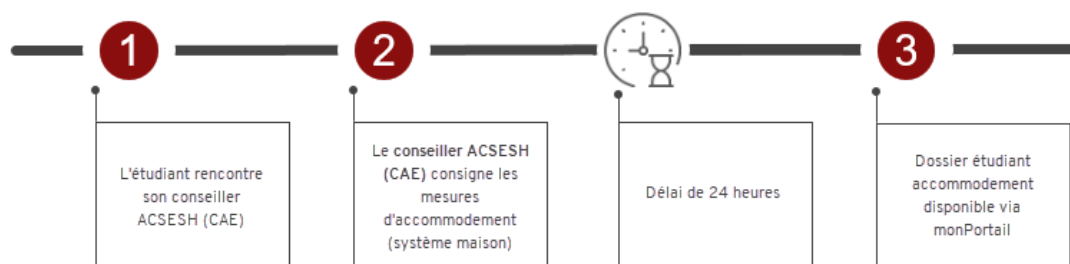 1
2
3
L'étudiant rencontre
son conseiller
ACSESH (CAE)
Le conseiller ACSESH
(CAE) consigne les
mesures
d'accommodement
(système maison)
Délai de 24 heures
Dossier étudiant
accommodement
disponible via
monPortail